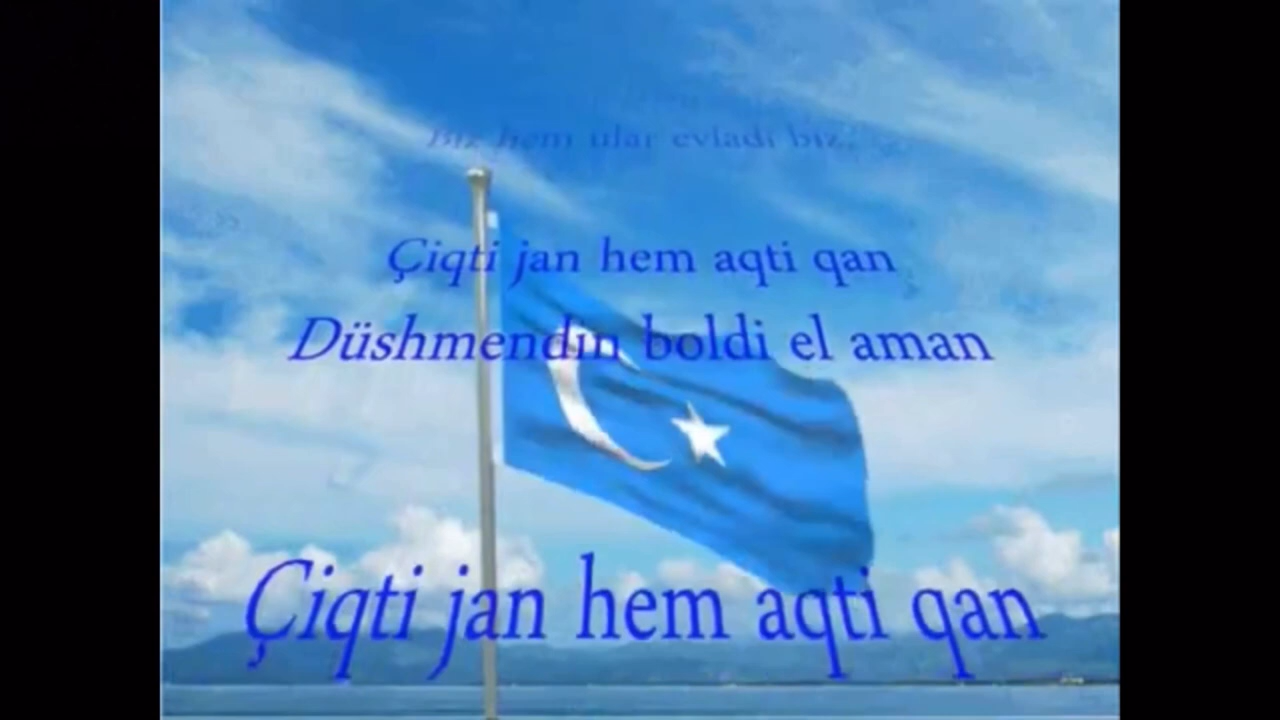 Biz hem ular evladi biz!
Çiqti jan hem aqti qan
Düshmendin boldi el aman
Çiqti jan hem aqti qan